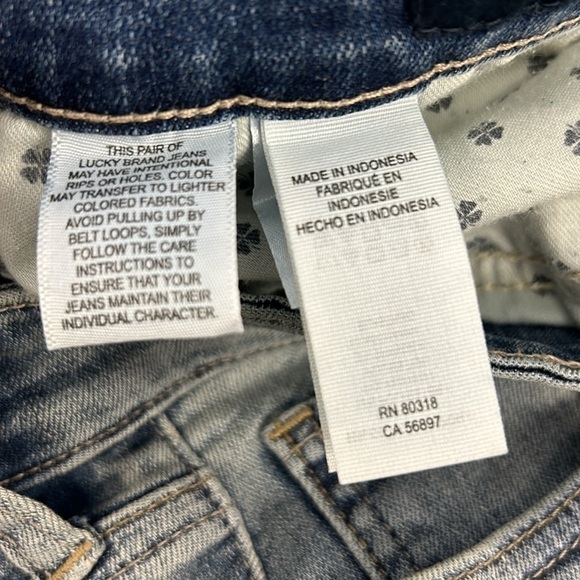 THIS PAIR OF
LUCKY BRAND JEANS
MAY HAVE INTENTIONAL
RIPS OR HOLES. COLOR
MAY TRANSFER TO LIGHTER
COLORED FABRICS.
AVOID PULLING UP BY
BELT LOOPS, SIMPLY
FOLLOW THE CARE
INSTRUCTIONS TO
ENSURE THAT YOUR
JEANS MAINTAIN THEIR
INDIVIDUAL CHARACTER.
MADE IN INDONESIA
FABRIQUÉ EN
INDONESIE
HECHO EN INDONESIA
RN 80318
CA 56897